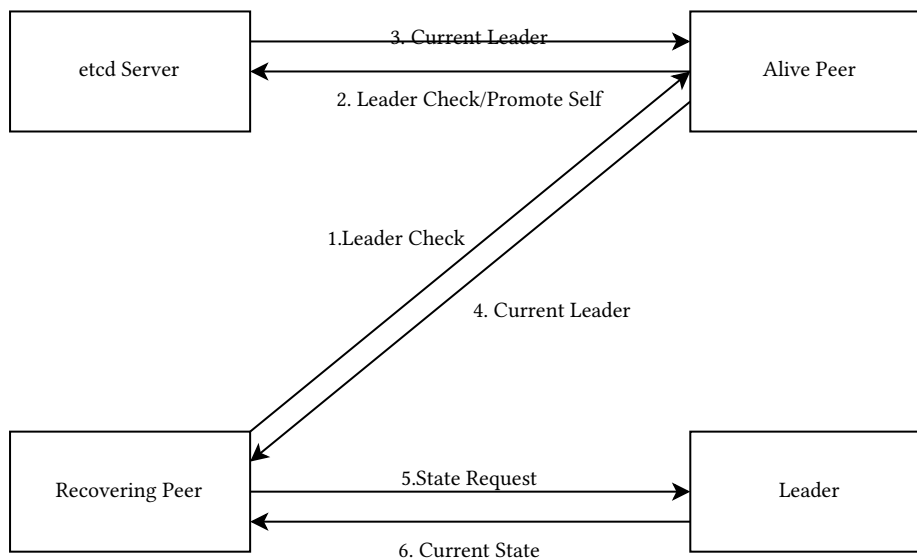 3. Current Leader
etcd Server
Alive Peer
2. Leader Check/Promote Self
1.Leader Check
4. Current Leader
5.State Request
Recovering Peer
Leader
6. Current State